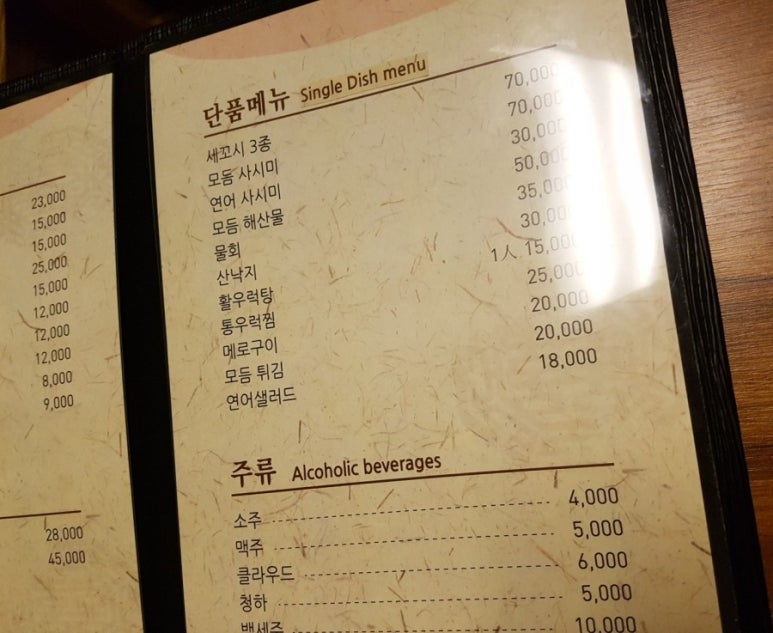 23,000
15,000
15,000
25,000
15,000
12,000
12,000
12,000
8,000
9,000
28,000
45,000
단품메뉴 Single Dish menu
세꼬시 3종 70,000
모둠 사시미 70,000
연어 사시미 30,000
모듬 해산물 50,000
물회 35,000
산낙지 30,000
활우럭탕 1人 15,000
통우럭찜 25,000
메로구이 20,000
모듬 튀김 20,000
연어샐러드 18,000
주류 Alcoholic beverages
소주 4,000
맥주 5,000
클라우드 6,000
청하 5,000
백세주 10,000